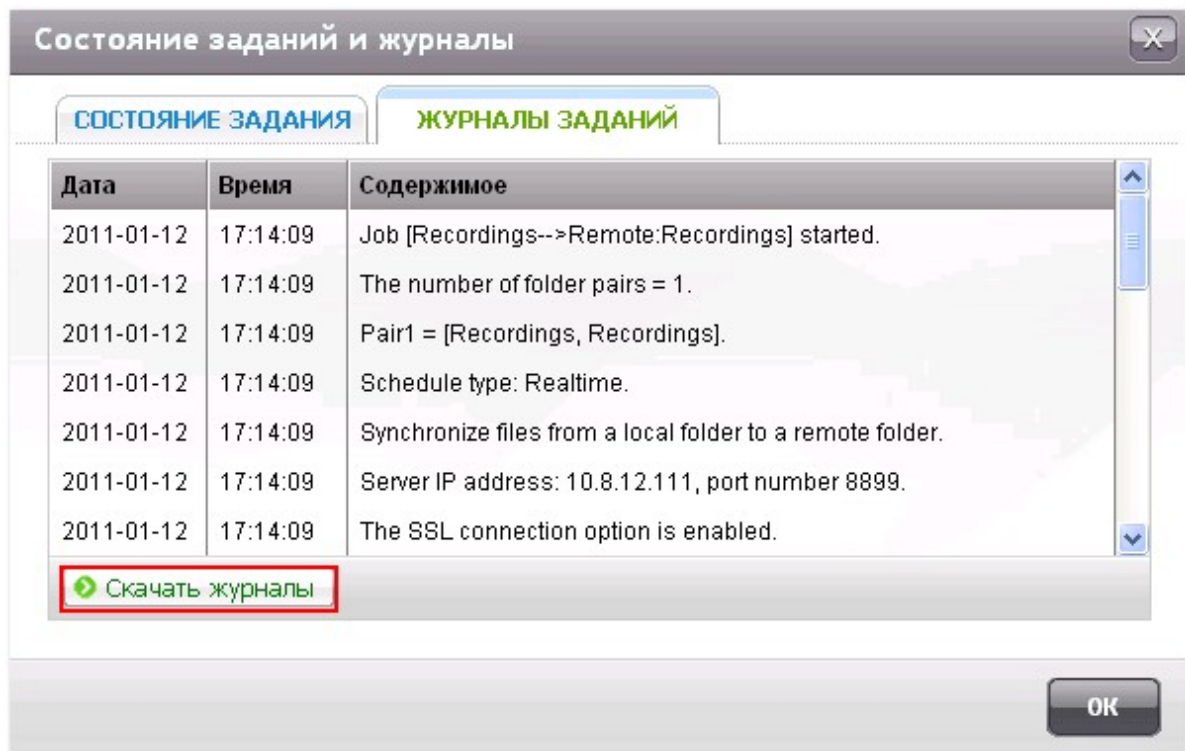 Состояние заданий и журналы
X
СОСТОЯНИЕ ЗАДАНИЯ ЖУРНАЛЫ ЗАДАНИЙ
Дата Время Содержимое
2011-01-12 17:14:09 Job [Recordings-->Remote:Recordings] started.
2011-01-12 17:14:09 The number of folder pairs = 1.
2011-01-12 17:14:09 Pair1 = [Recordings, Recordings].
2011-01-12 17:14:09 Schedule type: Realtime.
2011-01-12 17:14:09 Synchronize files from a local folder to a remote folder.
2011-01-12 17:14:09 Server IP address: 10.8.12.111, port number 8899.
2011-01-12 17:14:09 The SSL connection option is enabled.
Скачать журналы
ОК